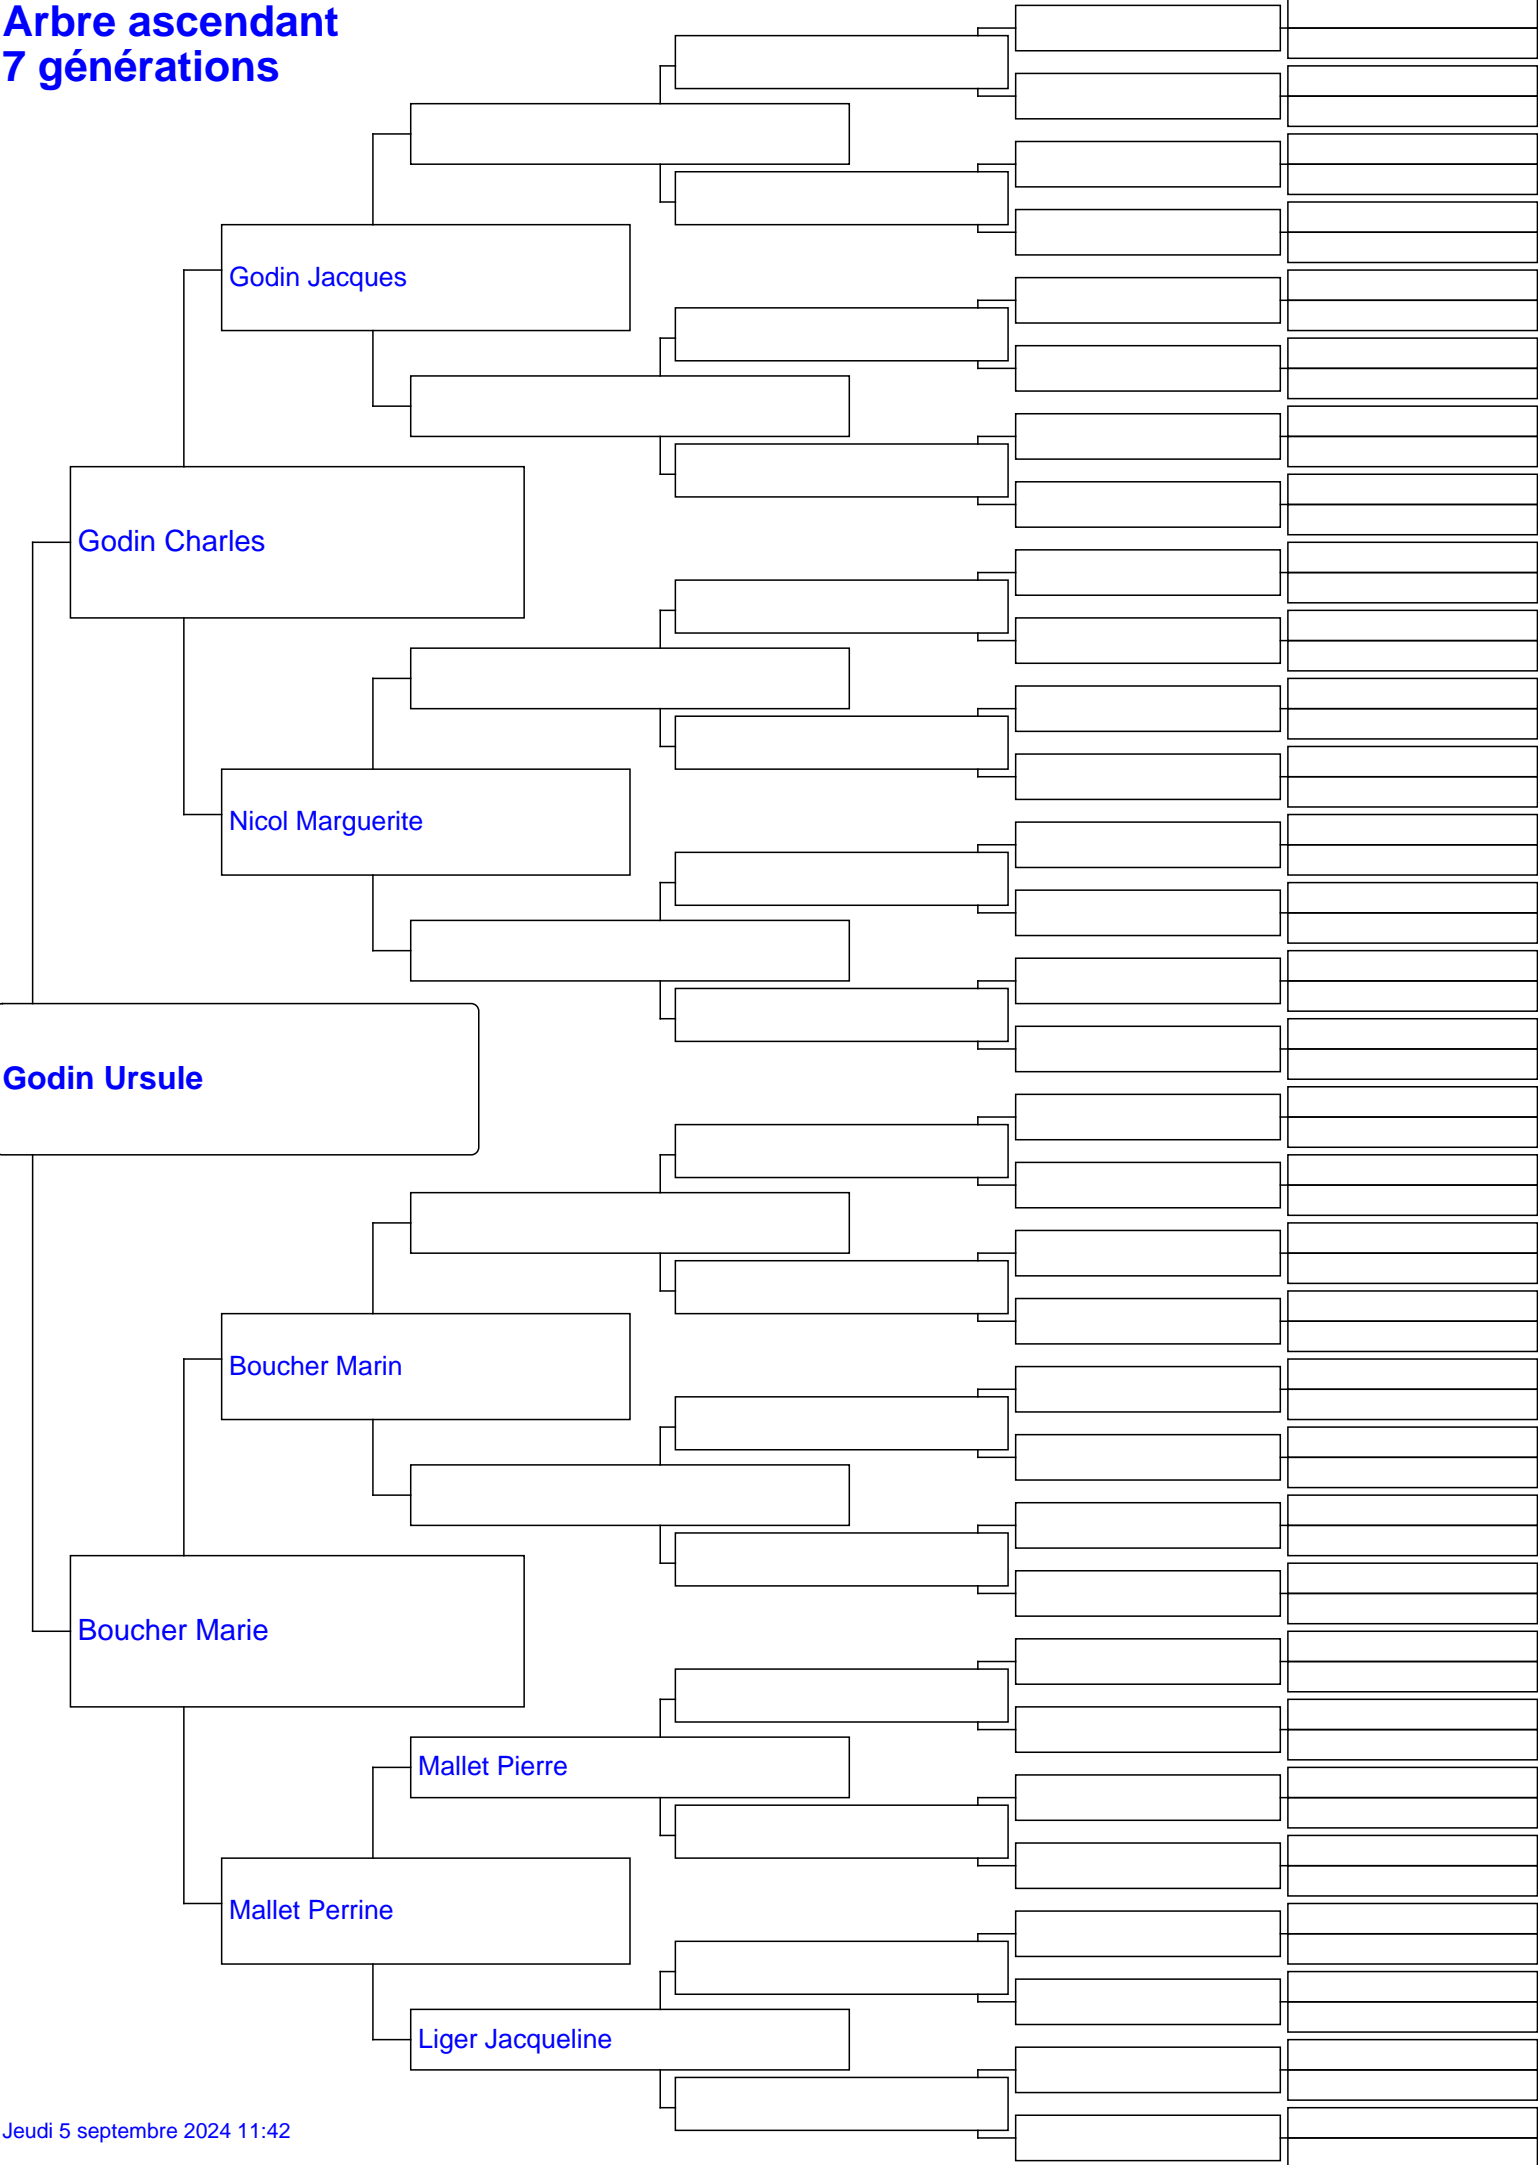 Arbre ascendant
7 générations
Godin Jacques
Godin Charles
Nicol Marguerite
Godin Ursule
Boucher Marin
Boucher Marie
Mallet Pierre
Mallet Perrine
Liger Jacqueline
Jeudi 5 septembre 2024 11:42